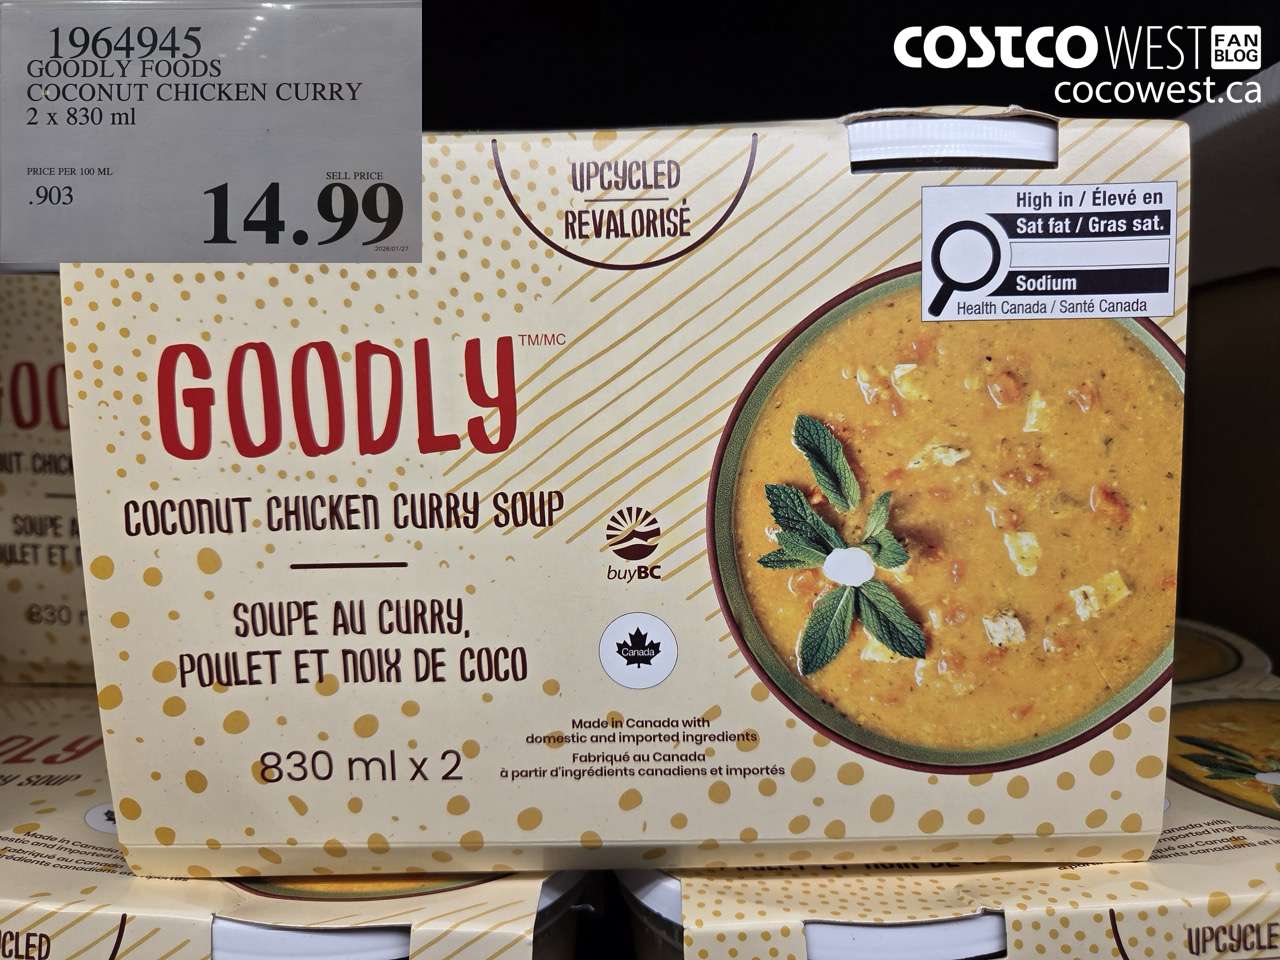 1964945
GOODLY FOODS
COCONUT CHICKEN CURRY
2 x 830 ml
PRICE PER 100 ML
.903
SELL PRICE
14.99
2026/01/27
COSTCO WEST FAN BLOG
cocowest.ca
UPCYCLED
REVALORISÉ
High in / Élevé en
Sat fat / Gras sat.
Sodium
Health Canada / Santé Canada
GOODLY TM/MC
COCONUT CHICKEN CURRY SOUP
SOUPE AU CURRY,
POULET ET NOIX DE COCO
830 ml x 2
buyBC
Canada
Made in Canada with
domestic and imported ingredients
Fabriqué au Canada
à partir d'ingrédients canadiens et importés